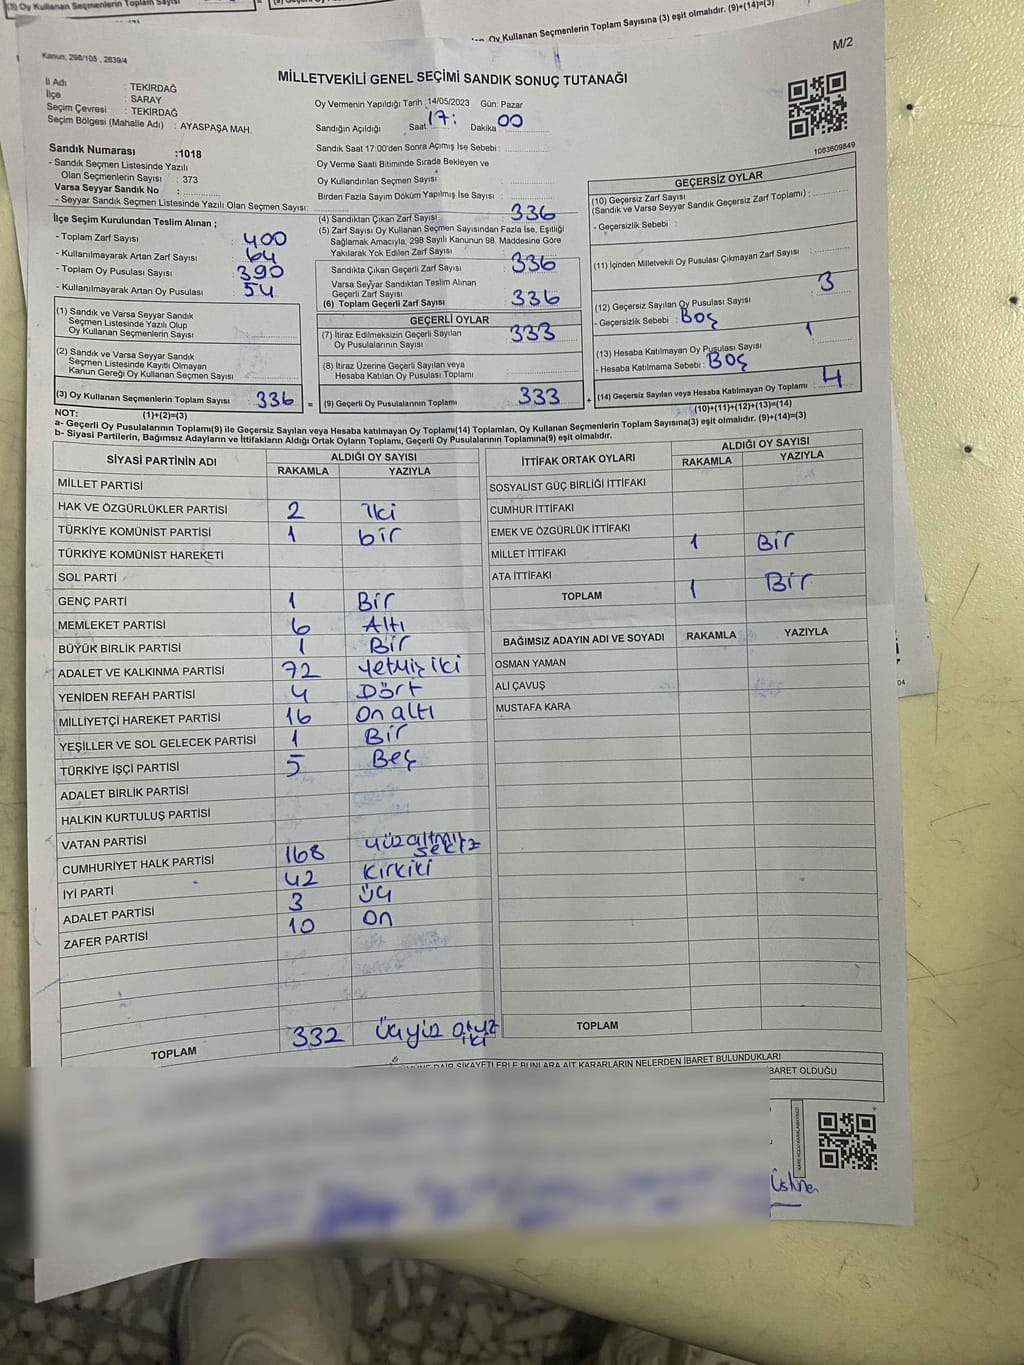 (3) Oy Kullanan Seçmenlerin Toplam Sayısı
Oy Kullanan Seçmenlerin Toplam Sayısına (3) eşit olmalıdır. (9)+(14)=(3)
Kanun; 298/105 , 2839/4
M/2
MİLLETVEKİLİ GENEL SEÇİMİ SANDIK SONUÇ TUTANAĞI
İl Adı : TEKİRDAĞ
İlçe : SARAY
Seçim Çevresi : TEKİRDAĞ
Seçim Bölgesi (Mahalle Adı) : AYASPAŞA MAH.
Oy Vermenin Yapıldığı Tarih :14/05/2023 Gün: Pazar
Sandığın Açıldığı Saat 17: Dakika 00
Sandık Saat 17:00'den Sonra Açımış İse Sebebi :
Oy Verme Saati Bitiminde Sırada Bekleyen ve
Oy Kullandırılan Seçmen Sayısı
Birden Fazla Sayım Döküm Yapılmış İse Sayısı
1083609849
Sandık Numarası :1018
- Sandık Seçmen Listesinde Yazılı
Olan Seçmenlerin Sayısı : 373
Varsa Seyyar Sandık No :
- Seyyar Sandık Seçmen Listesinde Yazılı Olan Seçmen Sayısı:
İlçe Seçim Kurulundan Teslim Alınan ;
- Toplam Zarf Sayısı : 400
- Kullanılmayarak Artan Zarf Sayısı : 64
- Toplam Oy Pusulası Sayısı : 390
- Kullanılmayarak Artan Oy Pusulası : 54
(1) Sandık ve Varsa Seyyar Sandık
Seçmen Listesinde Yazılı Olup
Oy Kullanan Seçmenlerin Sayısı
(2) Sandık ve Varsa Seyyar Sandık
Seçmen Listesinde Kayıtlı Olmayan
Kanun Gereği Oy Kullanan Seçmen Sayısı
(3) Oy Kullanan Seçmenlerin Toplam Sayısı 336 =
(4) Sandıktan Çıkan Zarf Sayısı 336
(5) Zarf Sayısı Oy Kullanan Seçmen Sayısından Fazla İse, Eşitliği
Sağlamak Amacıyla, 298 Sayılı Kanunun 98. Maddesine Göre
Yakılarak Yok Edilen Zarf Sayısı
Sandıkta Çıkan Geçerli Zarf Sayısı : 336
Varsa Seyyar Sandıktan Teslim Alınan
Geçerli Zarf Sayısı
(6) Toplam Geçerli Zarf Sayısı : 336
GEÇERLİ OYLAR
(7) İtiraz Edilmeksizin Geçerli Sayılan
Oy Pusulalarının Sayısı : 333
(8) İtiraz Üzerine Geçerli Sayılan veya
Hesaba Katılan Oy Pusulası Toplamı
(9) Geçerli Oy Pusulalarının Toplamı : 333 +
GEÇERSİZ OYLAR
(10) Geçersiz Zarf Sayısı
(Sandık ve Varsa Seyyar Sandık Geçersiz Zarf Toplamı) :
- Geçersizlik Sebebi :
(11) İçinden Milletvekili Oy Pusulası Çıkmayan Zarf Sayısı
(12) Geçersiz Sayılan Oy Pusulası Sayısı : 3
- Geçersizlik Sebebi : Boş
(13) Hesaba Katılmayan Oy Pusulası Sayısı : 1
- Hesaba Katılmama Sebebi : Boş
(14) Geçersiz Sayılan veya Hesaba Katılmayan Oy Toplamı : 4
NOT: (1)+(2)=(3)
(10)+(11)+(12)+(13)=(14)
a- Geçerli Oy Pusulalarının Toplamı(9) ile Geçersiz Sayılan veya Hesaba katılmayan Oy Toplamı(14) Toplamları, Oy Kullanan Seçmenlerin Toplam Sayısına(3) eşit olmalıdır. (9)+(14)=(3)
b- Siyasi Partilerin, Bağımsız Adayların ve İttifakların Aldığı Ortak Oyların Toplamı, Geçerli Oy Pusulalarının Toplamına(9) eşit olmalıdır.
SİYASİ PARTİNİN ADI ALDIĞI OY SAYISI
RAKAMLA YAZIYLA
MİLLET PARTİSİ
HAK VE ÖZGÜRLÜKLER PARTİSİ 2 iki
TÜRKİYE KOMÜNİST PARTİSİ 1 bir
TÜRKİYE KOMÜNİST HAREKETİ
SOL PARTİ
GENÇ PARTİ 1 Bir
MEMLEKET PARTİSİ 6 Altı
BÜYÜK BİRLİK PARTİSİ 1 Bir
ADALET VE KALKINMA PARTİSİ 72 Yetmiş iki
YENİDEN REFAH PARTİSİ 4 Dört
MİLLİYETÇİ HAREKET PARTİSİ 16 On altı
YEŞİLLER VE SOL GELECEK PARTİSİ 1 Bir
TÜRKİYE İŞÇİ PARTİSİ 5 Beş
ADALET BİRLİK PARTİSİ
HALKIN KURTULUŞ PARTİSİ
VATAN PARTİSİ
CUMHURİYET HALK PARTİSİ 168 yüzaltmış sekiz
İYİ PARTİ 42 kırkiki
ADALET PARTİSİ 3 üç
ZAFER PARTİSİ 10 on
TOPLAM 332 Üçyüz otuz iki
İTTİFAK ORTAK OYLARI ALDIĞI OY SAYISI
RAKAMLA YAZIYLA
SOSYALİST GÜÇ BİRLİĞİ İTTİFAKI
CUMHUR İTTİFAKI
EMEK VE ÖZGÜRLÜK İTTİFAKI
MİLLET İTTİFAKI 1 Bir
ATA İTTİFAKI
TOPLAM 1 Bir
BAĞIMSIZ ADAYIN ADI VE SOYADI RAKAMLA YAZIYLA
OSMAN YAMAN
ALİ ÇAVUŞ
MUSTAFA KARA
TOPLAM
DAİR ŞİKAYETLERLE BUNLARA AİT KARARLARIN NELERDEN İBARET BULUNDUKLARI
BARET OLDUĞU